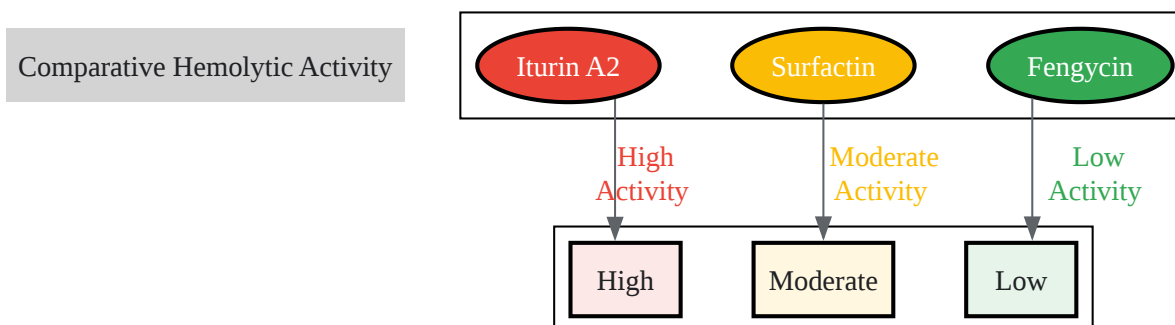 Comparative Hemolytic Activity
Iturin A2
Surfactin
Fengycin
High
Activity
Moderate
Activity
Low
Activity
High
Moderate
Low